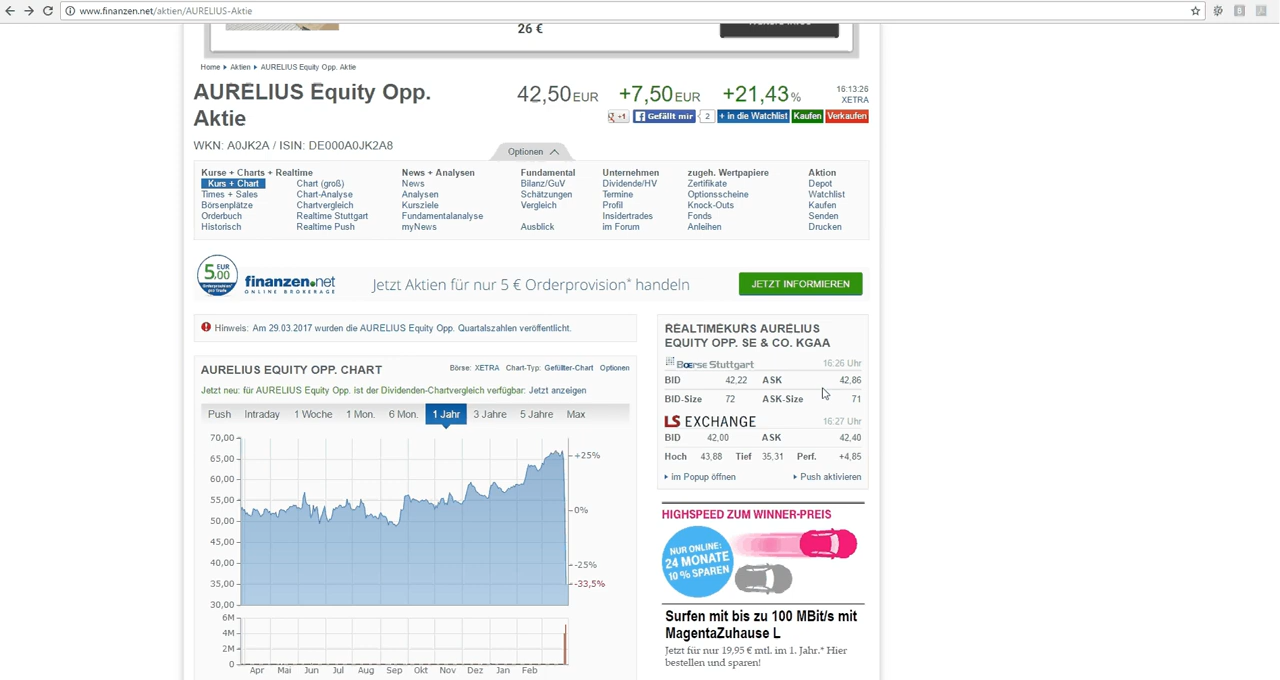 www.finanzen.net/aktien/AURELIUS-Aktie
26 €
Home Aktien AURELIUS Equity Opp. Aktie
AURELIUS Equity Opp. Aktie
42,50 EUR +7,50 EUR +21,43 %
16:13:26
XETRA
+1 Gefällt mir 2 + in die Watchlist Kaufen Verkaufen
WKN: A0JK2A / ISIN: DE000A0JK2A8
Optionen
Kurse + Charts + Realtime News + Analysen Fundamental Unternehmen zugeh. Wertpapiere Aktion
Kurs + Chart Chart (groß) News Bilanz/GuV Dividende/HV Zertifikate Depot
Times + Sales Chart-Analyse Analysen Schätzungen Termine Optionsscheine Watchlist
Börsenplätze Chartvergleich Kursziele Vergleich Profil Knock-Outs Kaufen
Orderbuch Realtime Stuttgart Fundamentalanalyse Insidertrades Fonds Senden
Historisch Realtime Push myNews Ausblick im Forum Anleihen Drucken
5,00 EUR
Orderprovision*
finanzen.net
ONLINE BROKERAGE
Jetzt Aktien für nur 5 € Orderprovision* handeln
JETZT INFORMIEREN
Hinweis: Am 29.03.2017 wurden die AURELIUS Equity Opp. Quartalszahlen veröffentlicht.
AURELIUS EQUITY OPP. CHART
Börse: XETRA Chart-Typ: Gefüllter-Chart Optionen
Jetzt neu: für AURELIUS Equity Opp. ist der Dividenden-Chartvergleich verfügbar. Jetzt anzeigen
Push Intraday 1 Woche 1 Mon. 6 Mon. 1 Jahr 3 Jahre 5 Jahre Max
70,00
65,00
60,00
55,00
50,00
45,00
40,00
35,00
30,00
+25%
0%
-25%
-33,5%
6M
4M
2M
0
Apr Mai Jun Jul Aug Sep Okt Nov Dez Jan Feb
REALTIMEKURS AURELIUS
EQUITY OPP. SE & CO. KGAA
Boerse Stuttgart 16:26 Uhr
BID 42,22 ASK 42,86
BID-Size 72 ASK-Size 71
LS EXCHANGE 16:27 Uhr
BID 42,00 ASK 42,40
Hoch 43,88 Tief 35,31 Perf. +4,85
im Popup öffnen Push aktivieren
HIGHSPEED ZUM WINNER-PREIS
NUR ONLINE:
24 MONATE
10 % SPAREN
Surfen mit bis zu 100 MBit/s mit
MagentaZuhause L
Jetzt für nur 19,95 € mtl. im 1. Jahr.* Hier
bestellen und sparen!